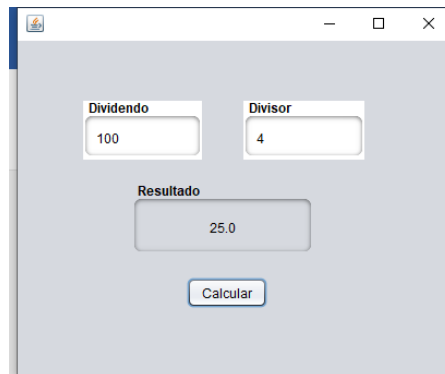 Dividendo
Divisor
100
4
Resultado
25.0
Calcular